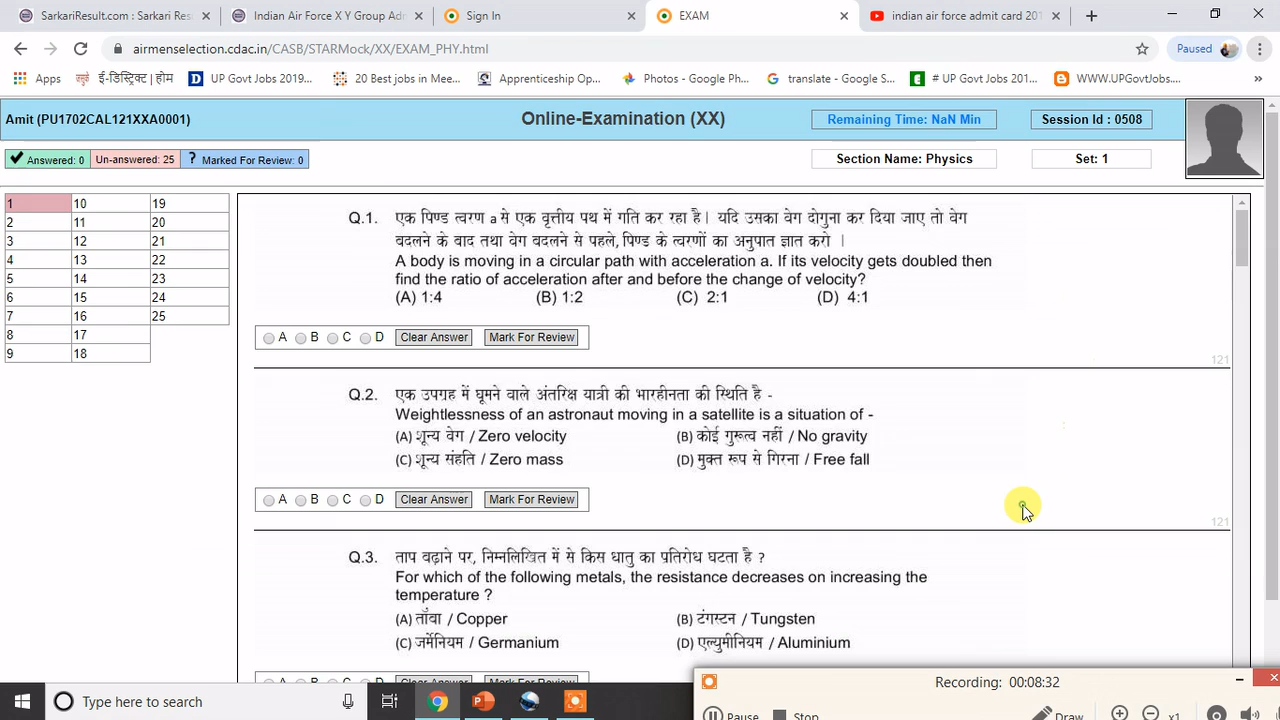 SarkariResult.com : Sarkari Res
Indian Air Force X Y Group Adm
Sign In
EXAM
indian air force admit card 201
airmenselection.cdac.in/CASB/STARMock/XX/EXAM_PHY.html
Paused
Apps
ई-डिस्ट्रिक्ट | होम
UP Govt Jobs 2019...
20 Best jobs in Mee...
Apprenticeship Op...
Photos - Google Ph...
translate - Google S...
# UP Govt Jobs 201...
WWW.UPGovtJobs....
Amit (PU1702CAL121XXA0001)
Online-Examination (XX)
Remaining Time: NaN Min
Session Id : 0508
Answered: 0
Un-answered: 25
? Marked For Review: 0
Section Name: Physics
Set: 1
1 10 19
2 11 20
3 12 21
4 13 22
5 14 23
6 15 24
7 16 25
8 17
9 18
Q.1. एक पिण्ड त्वरण a से एक वृत्तीय पथ में गति कर रहा है। यदि उसका वेग दोगुना कर दिया जाए तो वेग
बदलने के बाद तथा वेग बदलने से पहले, पिण्ड के त्वरणों का अनुपात ज्ञात करो ।
A body is moving in a circular path with acceleration a. If its velocity gets doubled then
find the ratio of acceleration after and before the change of velocity?
(A) 1:4 (B) 1:2 (C) 2:1 (D) 4:1
A B C D Clear Answer Mark For Review
121
Q.2. एक उपग्रह में घूमने वाले अंतरिक्ष यात्री की भारहीनता की स्थिति है -
Weightlessness of an astronaut moving in a satellite is a situation of -
(A) शून्य वेग / Zero velocity (B) कोई गुरूत्व नहीं / No gravity
(C) शून्य संहति / Zero mass (D) मुक्त रूप से गिरना / Free fall
A B C D Clear Answer Mark For Review
121
Q.3. ताप बढ़ाने पर, निम्नलिखित में से किस धातु का प्रतिरोध घटता है ?
For which of the following metals, the resistance decreases on increasing the
temperature ?
(A) ताँबा / Copper (B) टंगस्टन / Tungsten
(C) जर्मेनियम / Germanium (D) एल्युमीनियम / Aluminium
A B C D Clear Answer Mark For Review
Recording: 00:08:32
Type here to search
Pause
Stop
Draw
x1